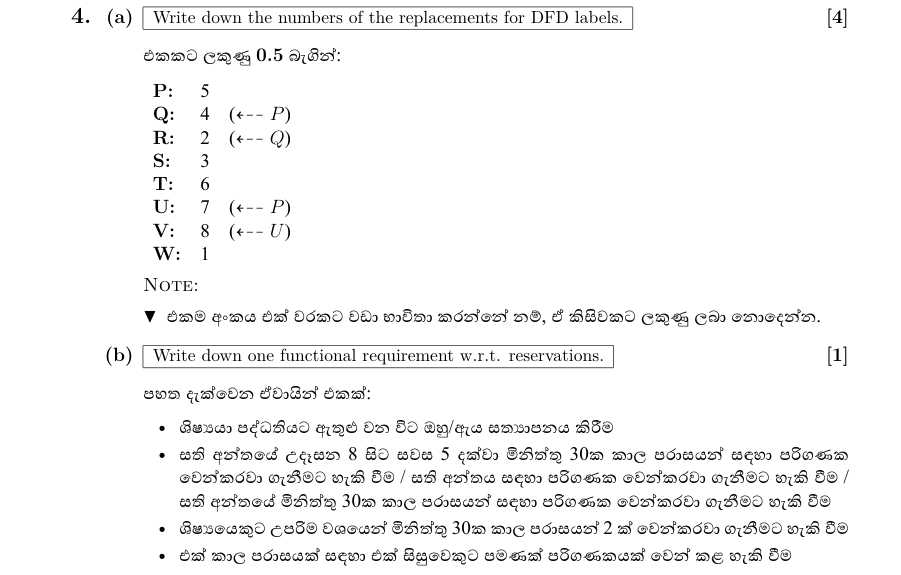 4. (a) Write down the numbers of the replacements for DFD labels. [4]
එකකට ලකුණු 0.5 බැගින්:
P: 5
Q: 4 (⇠ P)
R: 2 (⇠ Q)
S: 3
T: 6
U: 7 (⇠ P)
V: 8 (⇠ U)
W: 1
NOTE:
▼ එකම අංකය එක් වරකට වඩා භාවිතා කරන්නේ නම්, ඒ කිසිවකට ලකුණු ලබා නොදෙන්න.
(b) Write down one functional requirement w.r.t. reservations. [1]
පහත දැක්වෙන ඒවායින් එකක්:
• ශිෂ්‍යයා පද්ධතියට ඇතුළු වන විට ඔහු/ඇය සත්‍යාපනය කිරීම
• සති අන්තයේ උදෑසන 8 සිට සවස 5 දක්වා මිනිත්තු 30ක කාල පරාසයන් සඳහා පරිගණක
වෙන්කරවා ගැනීමට හැකි වීම / සති අන්තය සඳහා පරිගණක වෙන්කරවා ගැනීමට හැකි වීම /
සති අන්තයේ මිනිත්තු 30ක කාල පරාසයන් සඳහා පරිගණක වෙන්කරවා ගැනීමට හැකි වීම
• ශිෂ්‍යයෙකුට උපරිම වශයෙන් මිනිත්තු 30ක කාල පරාසයන් 2 ක් වෙන්කරවා ගැනීමට හැකි වීම
• එක් කාල පරාසයක් සඳහා එක් සිසුවෙකුට පමණක් පරිගණකයක් වෙන් කළ හැකි වීම